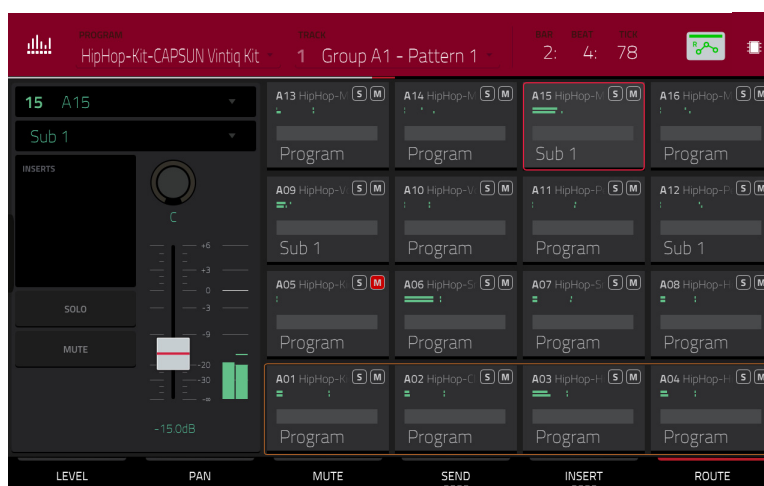 PROGRAM
TRACK
BAR BEAT TICK
HipHop-Kit-CAPSUN Vintiq Kit
1 Group A1 - Pattern 1
2: 4: 78
R
15 A15
Sub 1
INSERTS
C
+6
+3
0
-3
-9
-20
-30
-∞
SOLO
MUTE
-15.0dB
A13 HipHop-M S M
Program
A14 HipHop-M S M
Program
A15 HipHop-M S M
Sub 1
A16 HipHop-M S M
Program
A09 HipHop-V S M
Sub 1
A10 HipHop-V S M
Program
A11 HipHop-P S M
Program
A12 HipHop-P S M
Sub 1
A05 HipHop-K S M
Program
A06 HipHop-S S M
Program
A07 HipHop-S S M
Program
A08 HipHop-H S M
Program
A01 HipHop-K S M
Program
A02 HipHop-C S M
Program
A03 HipHop-H S M
Program
A04 HipHop-H S M
Program
LEVEL PAN MUTE SEND INSERT ROUTE